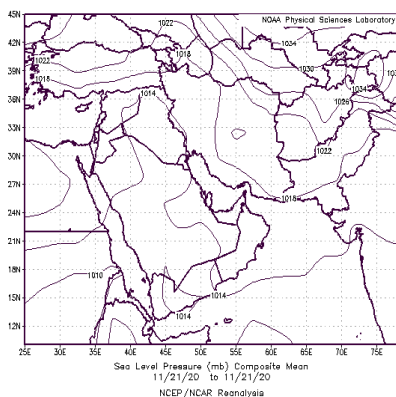 NOAA Physical Sciences Laboratory
45N
42N
39N
36N
33N
30N
27N
24N
21N
18N
15N
12N
1022
1034
1018
1022
1030
1018
1034
1014
1026
1022
1018
1010
1014
1014
25E 30E 35E 40E 45E 50E 55E 60E 65E 70E 75E
Sea Level Pressure (mb) Composite Mean
11/21/20 to 11/21/20
NCEP/NCAR Reanalysis